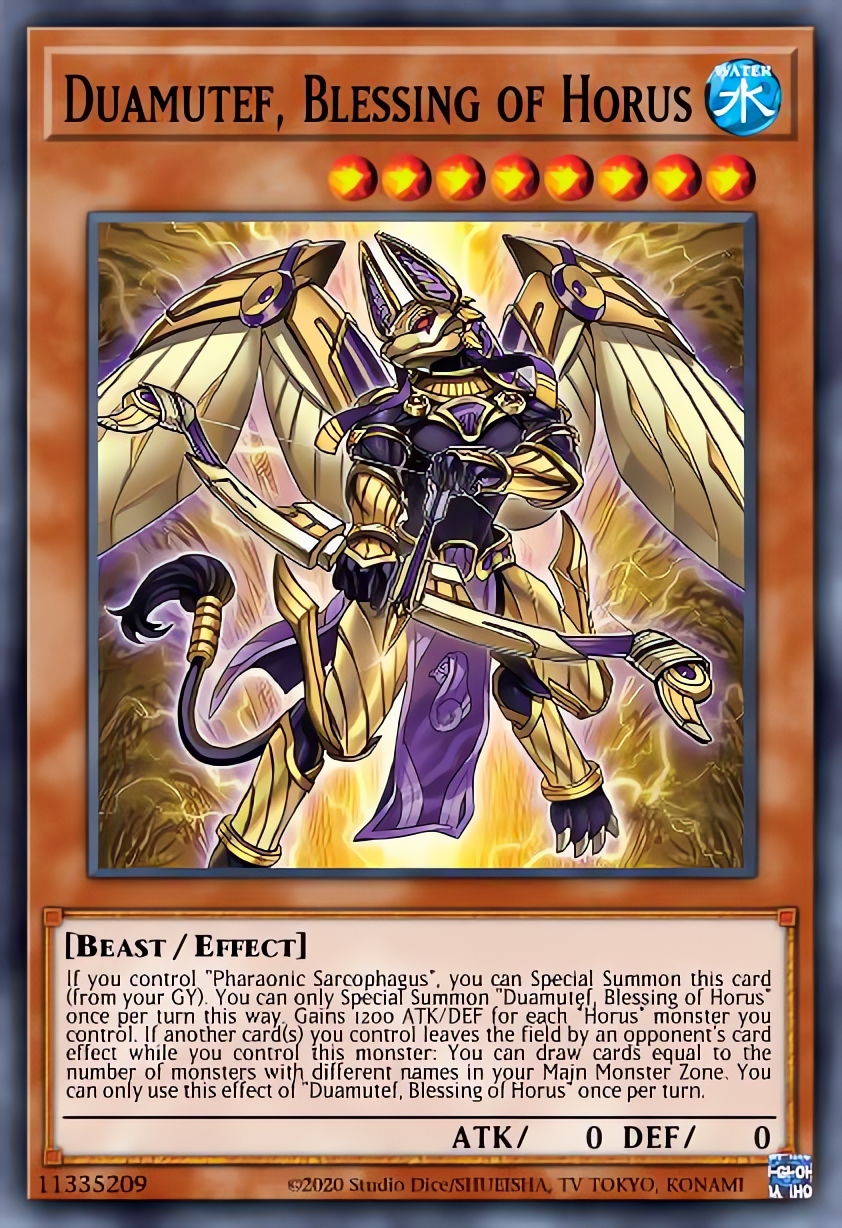 Duamutef, Blessing of Horus
WATER
水
[Beast / Effect]
If you control "Pharaonic Sarcophagus", you can Special Summon this card
(from your GY). You can only Special Summon "Duamutef, Blessing of Horus"
once per turn this way. Gains 1200 ATK/DEF for each "Horus" monster you
control. If another card(s) you control leaves the field by an opponent's card
effect while you control this monster: You can draw cards equal to the
number of monsters with different names in your Main Monster Zone. You
can only use this effect of "Duamutef, Blessing of Horus" once per turn.
ATK/ 0 DEF/ 0
11335209 ©2020 Studio Dice/SHUEISHA, TV TOKYO, KONAMI